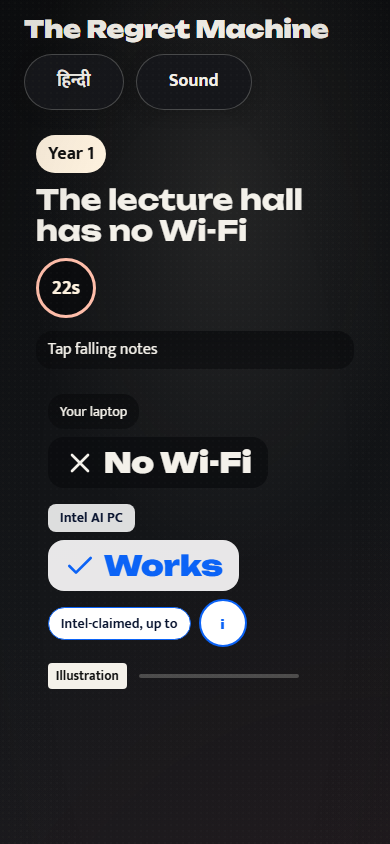 The Regret Machine
हिन्दी
Sound
Year 1
The lecture hall
has no Wi-Fi
22s
Tap falling notes
Your laptop
No Wi-Fi
Intel AI PC
Works
Intel-claimed, up to
i
Illustration